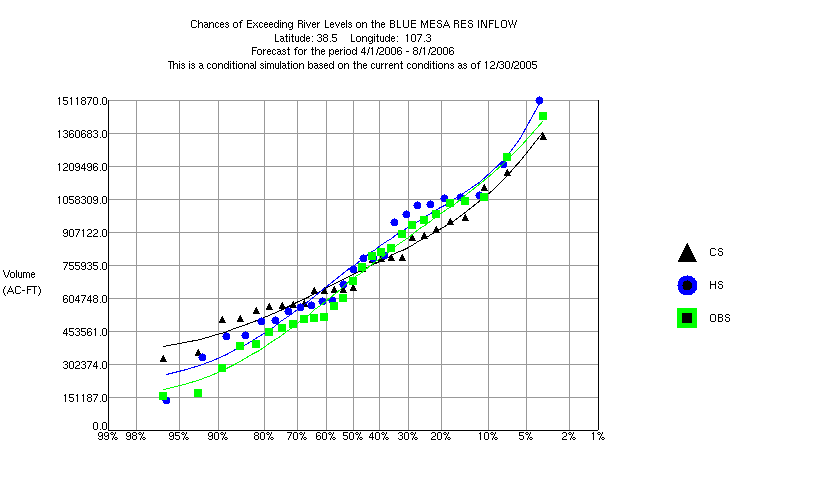 Chances of Exceeding River Levels on the BLUE MESA RES INFLOW
Latitude: 38.5 Longitude: 107.3
Forecast for the period 4/1/2006 - 8/1/2006
This is a conditional simulation based on the current conditions as of 12/30/2005
1511870.0
1360683.0
1209496.0
1058309.0
907122.0
755935.0
604748.0
453561.0
302374.0
151187.0
0.0
Volume
(AC-FT)
99% 98% 95% 90% 80% 70% 60% 50% 40% 30% 20% 10% 5% 2% 1%
CS
HS
OBS